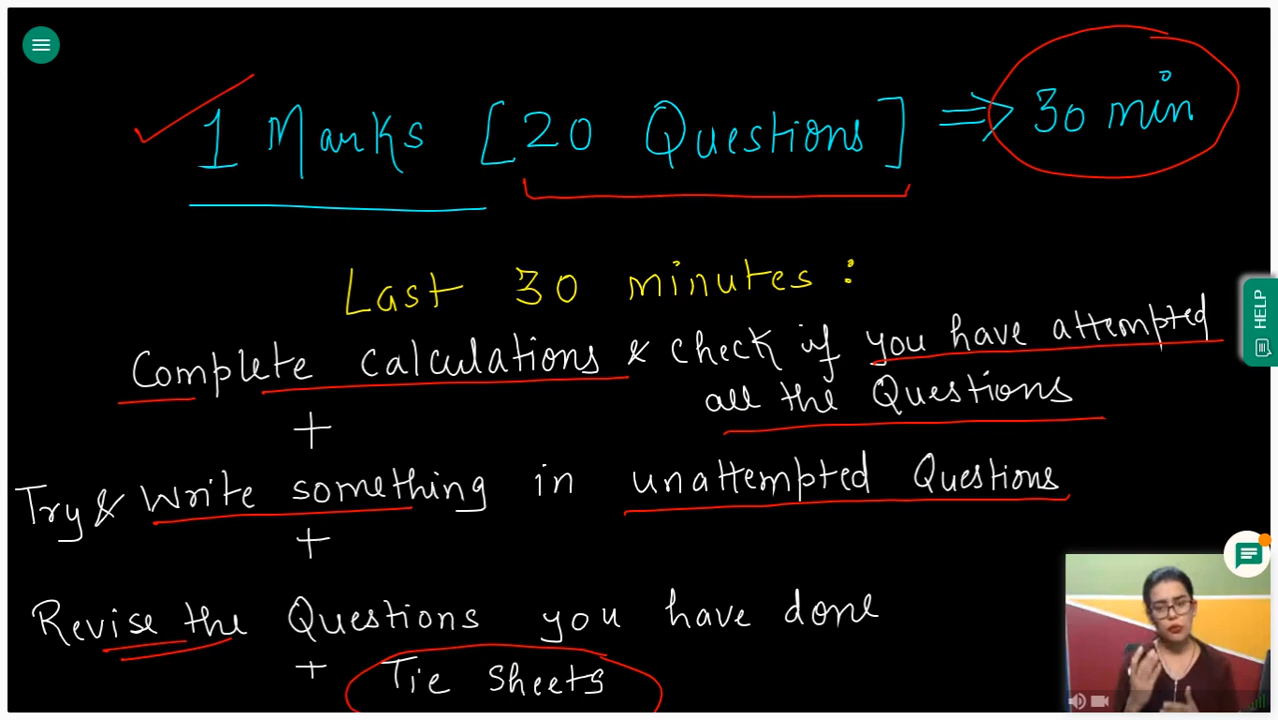 1 Marks [20 Questions] => 30 min
Last 30 minutes :
Complete calculations & check if you have attempted
all the Questions
+
Try & Write something in unattempted Questions
+
Revise the Questions you have done
+
Tie sheets
HELP